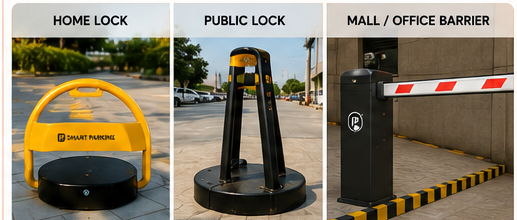 HOME LOCK
PUBLIC LOCK
MALL / OFFICE BARRIER
SMART PARKING